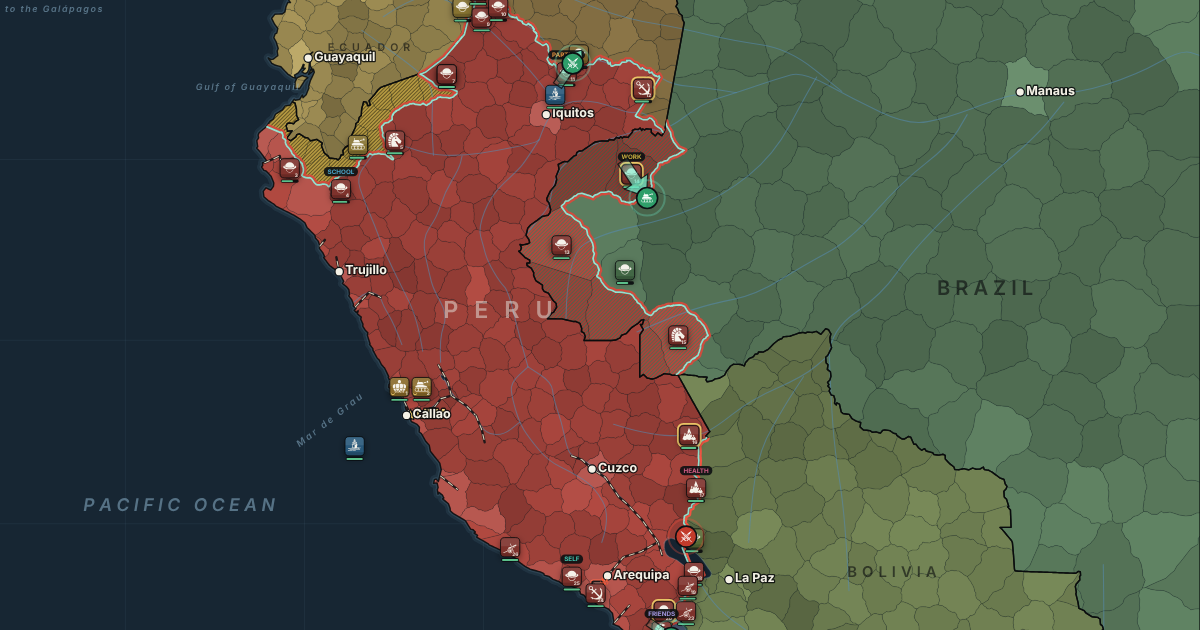 to the Galápagos
ECUADOR
Guayaquil
Gulf of Guayaquil
Manaus
Iquitos
WORK
SCHOOL
Trujillo
BRAZIL
PERU
Callao
Mar de Grau
Cuzco
HEALTH
PACIFIC OCEAN
SELF
Arequipa
BOLIVIA
La Paz
FRIENDS